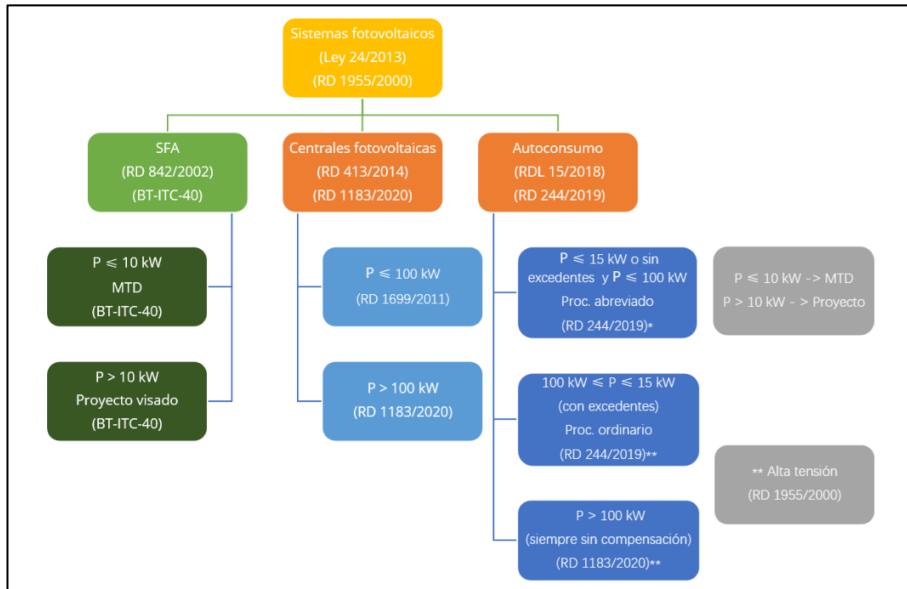 Sistemas fotovoltaicos
(Ley 24/2013)
(RD 1955/2000)
SFA
(RD 842/2002)
(BT-ITC-40)
Centrales fotovoltaicas
(RD 413/2014)
(RD 1183/2020)
Autoconsumo
(RDL 15/2018)
(RD 244/2019)
P ≤ 10 kW
MTD
(BT-ITC-40)
P > 10 kW
Proyecto visado
(BT-ITC-40)
P ≤ 100 kW
(RD 1699/2011)
P > 100 kW
(RD 1183/2020)
P ≤ 15 kW o sin
excedentes y P ≤ 100 kW
Proc. abreviado
(RD 244/2019)*
100 kW ≤ P ≤ 15 kW
(con excedentes)
Proc. ordinario
(RD 244/2019)**
P > 100 kW
(siempre sin compensación)
(RD 1183/2020)**
P ≤ 10 kW -> MTD
P > 10 kW - > Proyecto
** Alta tensión
(RD 1955/2000)